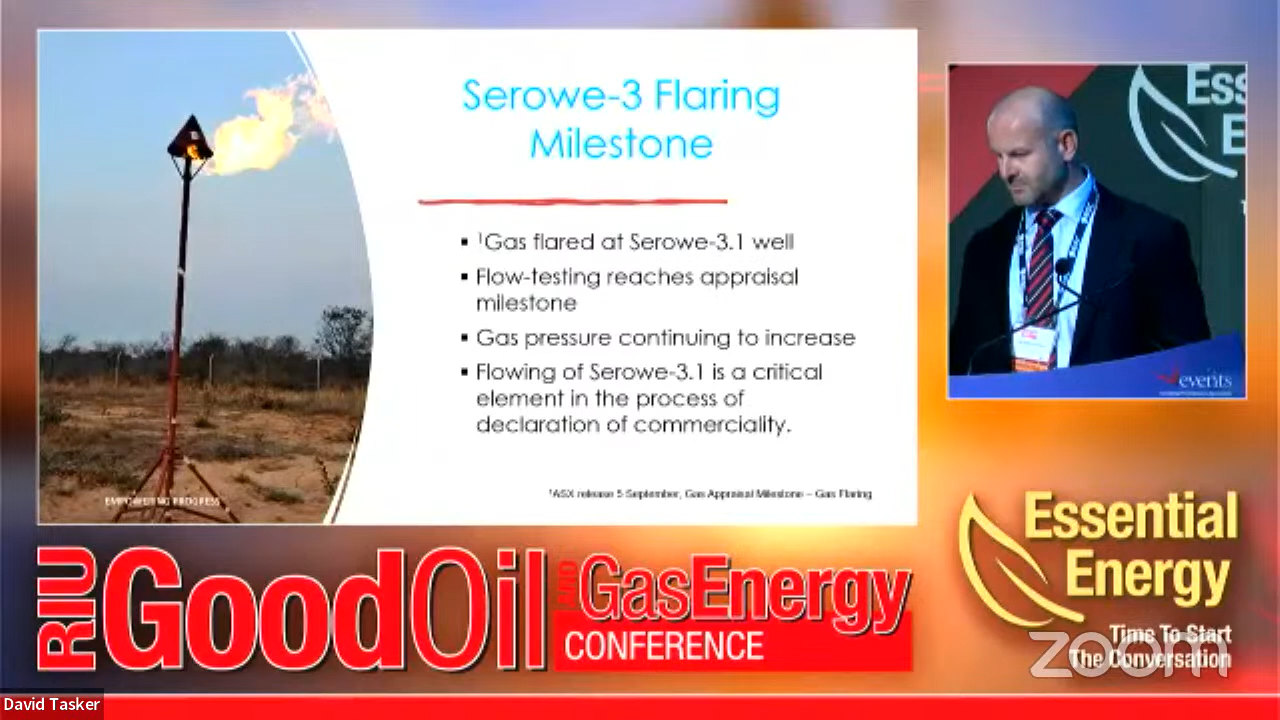 Serowe-3 Flaring
Milestone
▪ ¹Gas flared at Serowe-3.1 well
▪ Flow-testing reaches appraisal
milestone
▪ Gas pressure continuing to increase
▪ Flowing of Serowe-3.1 is a critical
element in the process of
declaration of commerciality.
¹ASX release 5 September, Gas Appraisal Milestone – Gas Flaring
EMPOWERING PROGRESS
Ess
E
events
RIU GoodOil AND GasEnergy
CONFERENCE
Essential
Energy
Time To Start
The Conversation
zoom
David Tasker